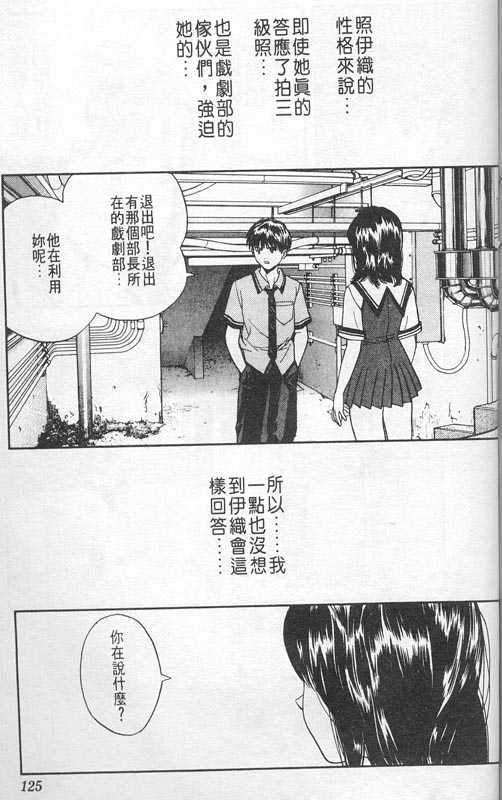 照伊織的
性格來說…
即使她真的
答應了拍三
級照…
也是戲劇部的
傢伙們，強迫
她的…
退出吧！退出
有那個部長所
在的戲劇部…
他在利用
妳呢…
所以……我
一點也沒想
到伊織會這
樣回答……
你在說什麼？
125